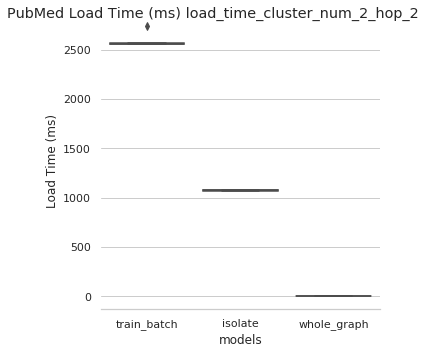 PubMed Load Time (ms) load_time_cluster_num_2_hop_2
2500
2000
1500
1000
500
0
Load Time (ms)
train_batch
isolate
whole_graph
models